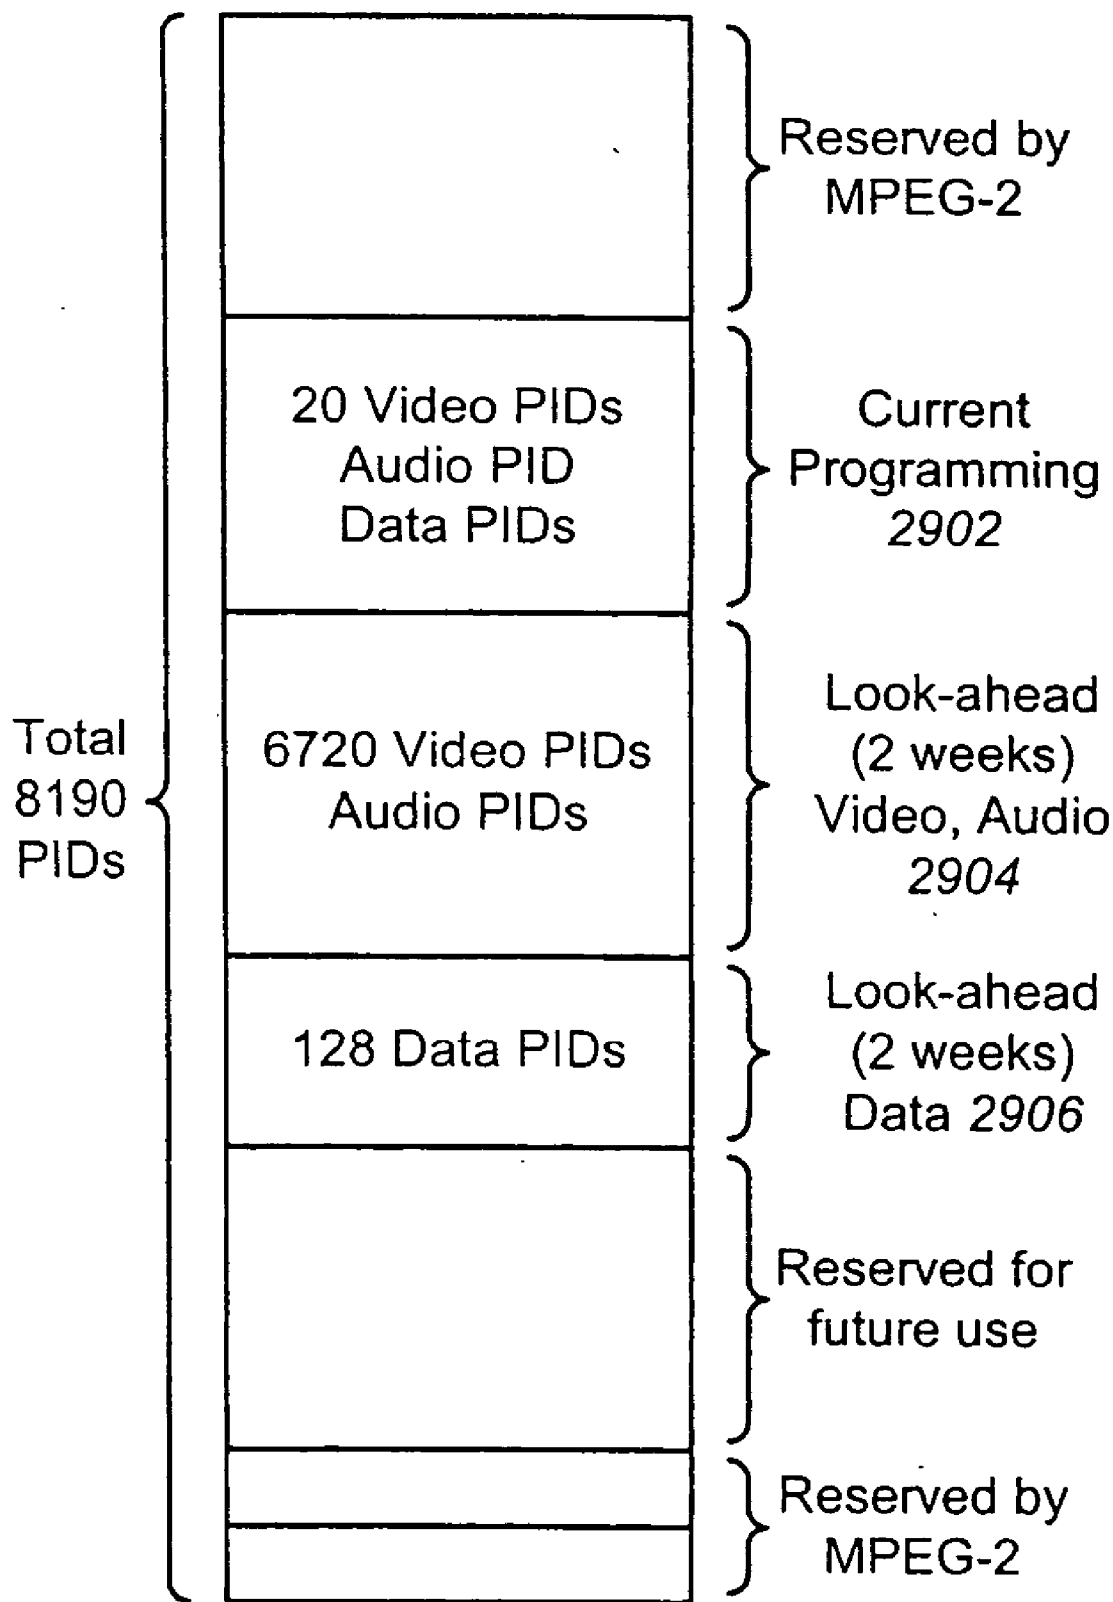 Reserved by
MPEG-2
20 Video PIDs
Audio PID
Data PIDs
Current
Programming
2902
Total
8190
PIDs
6720 Video PIDs
Audio PIDs
Look-ahead
(2 weeks)
Video, Audio
2904
128 Data PIDs
Look-ahead
(2 weeks)
Data 2906
Reserved for
future use
Reserved by
MPEG-2